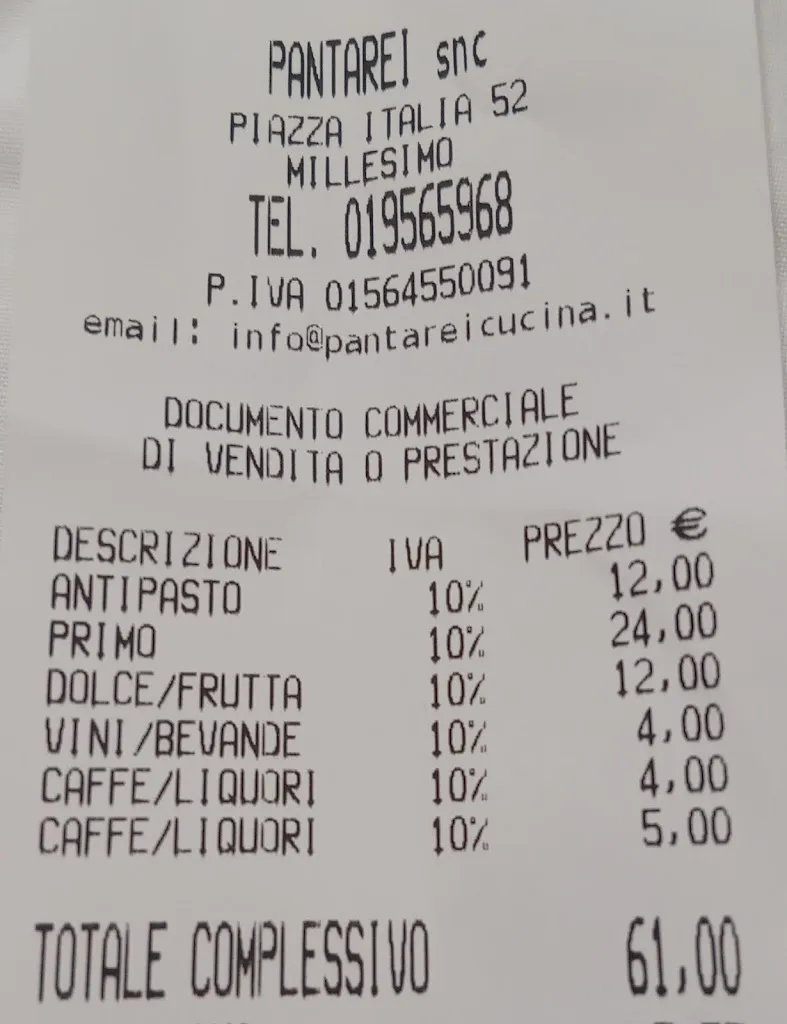 PANTAREI snc
PIAZZA ITALIA 52
MILLESIMO
TEL. 019565968
P.IVA 01564550091
email: info@pantareicucina.it
DOCUMENTO COMMERCIALE
DI VENDITA O PRESTAZIONE
DESCRIZIONE IVA PREZZO €
ANTIPASTO 10% 12,00
PRIMO 10% 24,00
DOLCE/FRUTTA 10% 12,00
VINI/BEVANDE 10% 4,00
CAFFE/LIQUORI 10% 4,00
CAFFE/LIQUORI 10% 5,00
TOTALE COMPLESSIVO 61,00